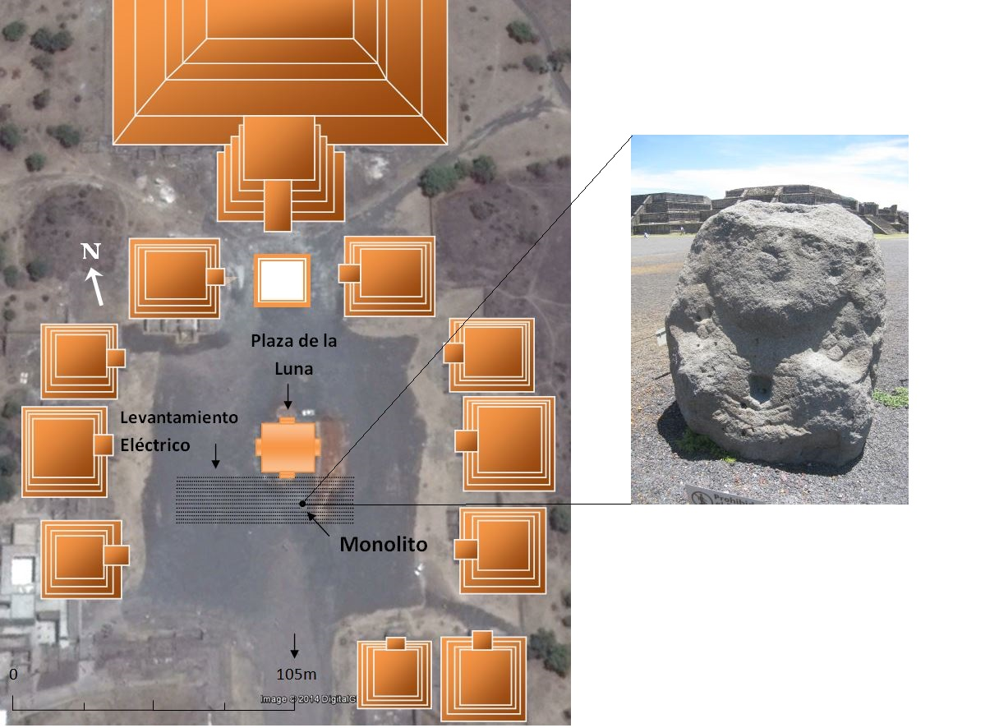 N
Plaza de la
Luna
Levantamiento
Eléctrico
Monolito
0
105m
Image © 2014 DigitalG